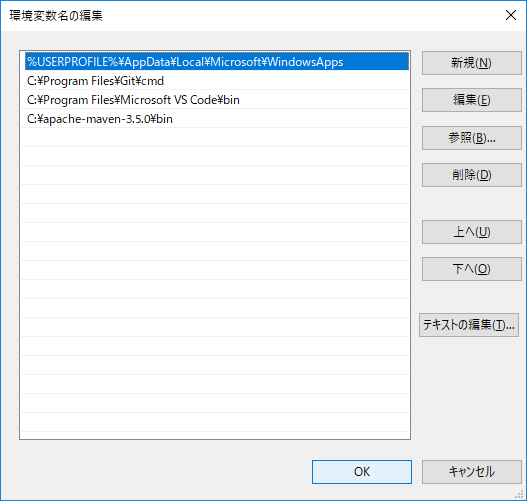 環境変数名の編集
%USERPROFILE%¥AppData¥Local¥Microsoft¥WindowsApps
C:¥Program Files¥Git¥cmd
C:¥Program Files¥Microsoft VS Code¥bin
C:¥apache-maven-3.5.0¥bin
新規(N)
編集(E)
参照(B)...
削除(D)
上へ(U)
下へ(O)
テキストの編集(T)...
OK
キャンセル